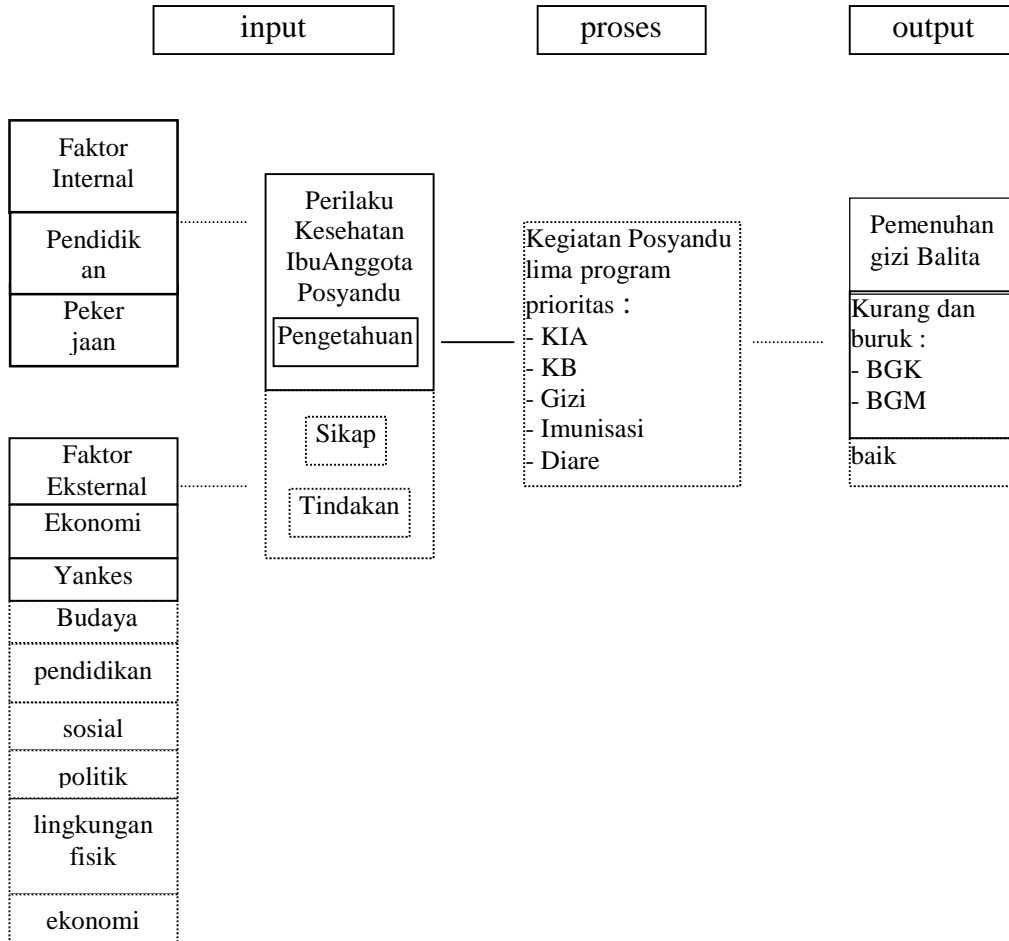 input
proses
output
Faktor
Internal
Pendidik
an
Peker
jaan
Faktor
Eksternal
Ekonomi
Yankes
Budaya
pendidikan
sosial
politik
lingkungan
fisik
ekonomi
Perilaku
Kesehatan
IbuAnggota
Posyandu
Pengetahuan
Sikap
Tindakan
Kegiatan Posyandu
lima program
prioritas :
- KIA
- KB
- Gizi
- Imunisasi
- Diare
Pemenuhan
gizi Balita
Kurang dan
buruk :
- BGK
- BGM
baik